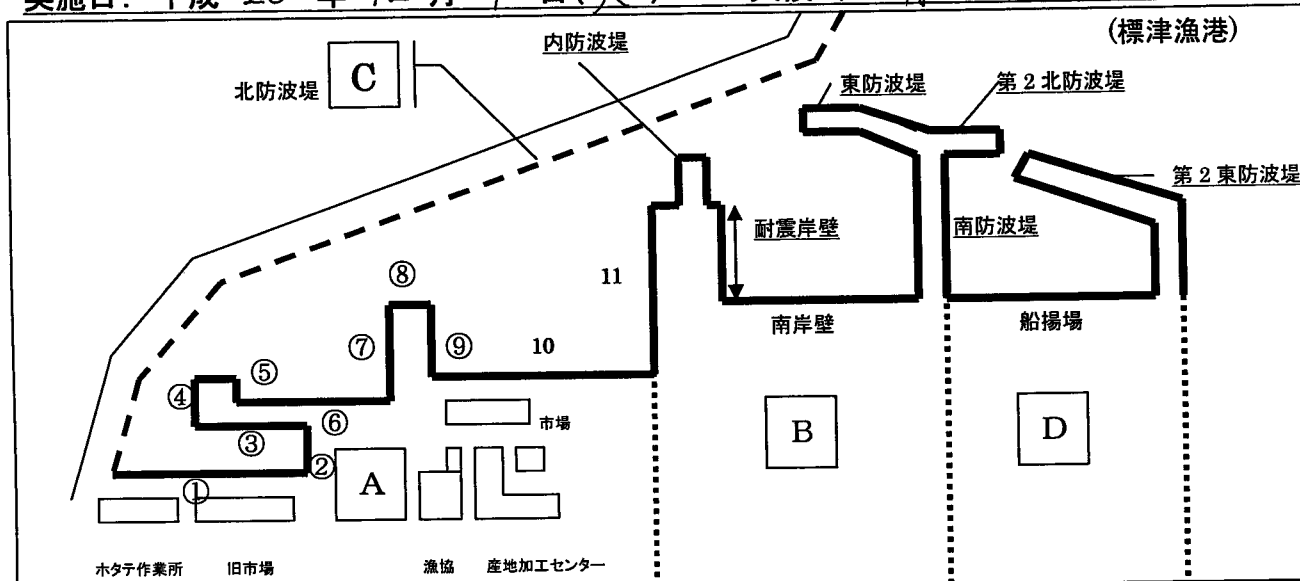 (標津漁港)
内防波堤
C
北防波堤
東防波堤
第2北防波堤
第2東防波堤
耐震岸壁
南防波堤
⑧
11
南岸壁
船揚場
⑦
⑨
10
⑤
④
⑥
市場
③
B
D
②
A
①
ホタテ作業所
旧市場
漁協
産地加工センター